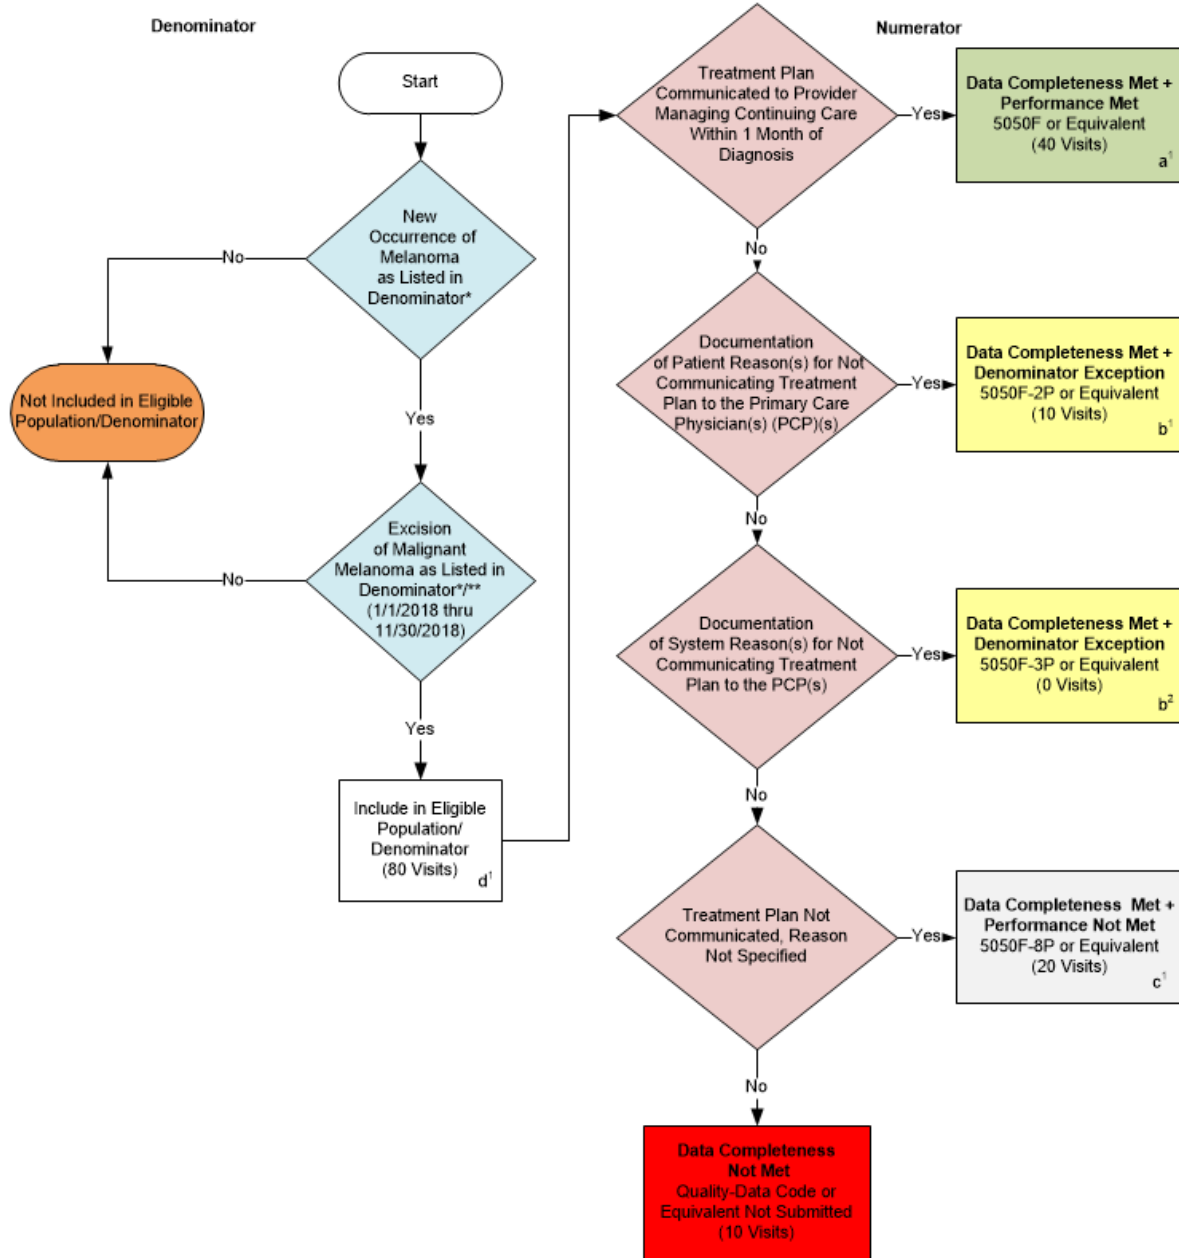 Denominator
Numerator
Start
New
Occurrence of
Melanoma
as Listed in
Denominator*
No
Not Included in Eligible
Population/Denominator
Yes
Excision
of Malignant
Melanoma as Listed in
Denominator*/**
(1/1/2018 thru
11/30/2018)
No
Yes
Include in Eligible
Population/
Denominator
(80 Visits)
d¹
Treatment Plan
Communicated to Provider
Managing Continuing Care
Within 1 Month of
Diagnosis
Yes
Data Completeness Met +
Performance Met
5050F or Equivalent
(40 Visits)
a¹
No
Documentation
of Patient Reason(s) for Not
Communicating Treatment
Plan to the Primary Care
Physician(s) (PCP)(s)
Yes
Data Completeness Met +
Denominator Exception
5050F-2P or Equivalent
(10 Visits)
b¹
No
Documentation
of System Reason(s) for Not
Communicating Treatment
Plan to the PCP(s)
Yes
Data Completeness Met +
Denominator Exception
5050F-3P or Equivalent
(0 Visits)
b²
No
Treatment Plan Not
Communicated, Reason
Not Specified
Yes
Data Completeness Met +
Performance Not Met
5050F-8P or Equivalent
(20 Visits)
c¹
No
Data Completeness
Not Met
Quality-Data Code or
Equivalent Not Submitted
(10 Visits)